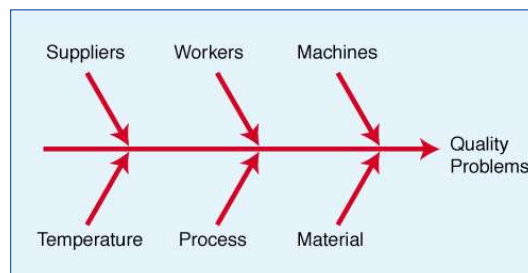 Suppliers
Workers
Machines
Quality
Problems
Temperature
Process
Material